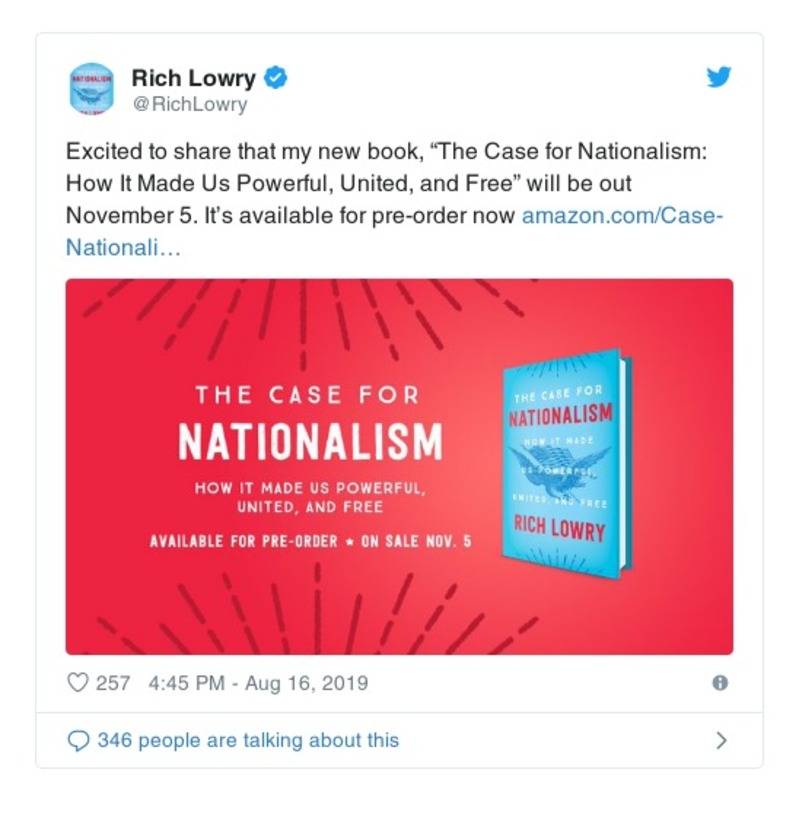 Rich Lowry
@RichLowry
Excited to share that my new book, “The Case for Nationalism:
How It Made Us Powerful, United, and Free” will be out
November 5. It’s available for pre-order now amazon.com/Case-
Nationali…
THE CASE FOR
NATIONALISM
HOW IT MADE US POWERFUL,
UNITED, AND FREE
AVAILABLE FOR PRE-ORDER ★ ON SALE NOV. 5
THE CASE FOR
NATIONALISM
HOW IT MADE
US POWERFUL,
UNITED, AND FREE
RICH LOWRY
257 4:45 PM - Aug 16, 2019
346 people are talking about this